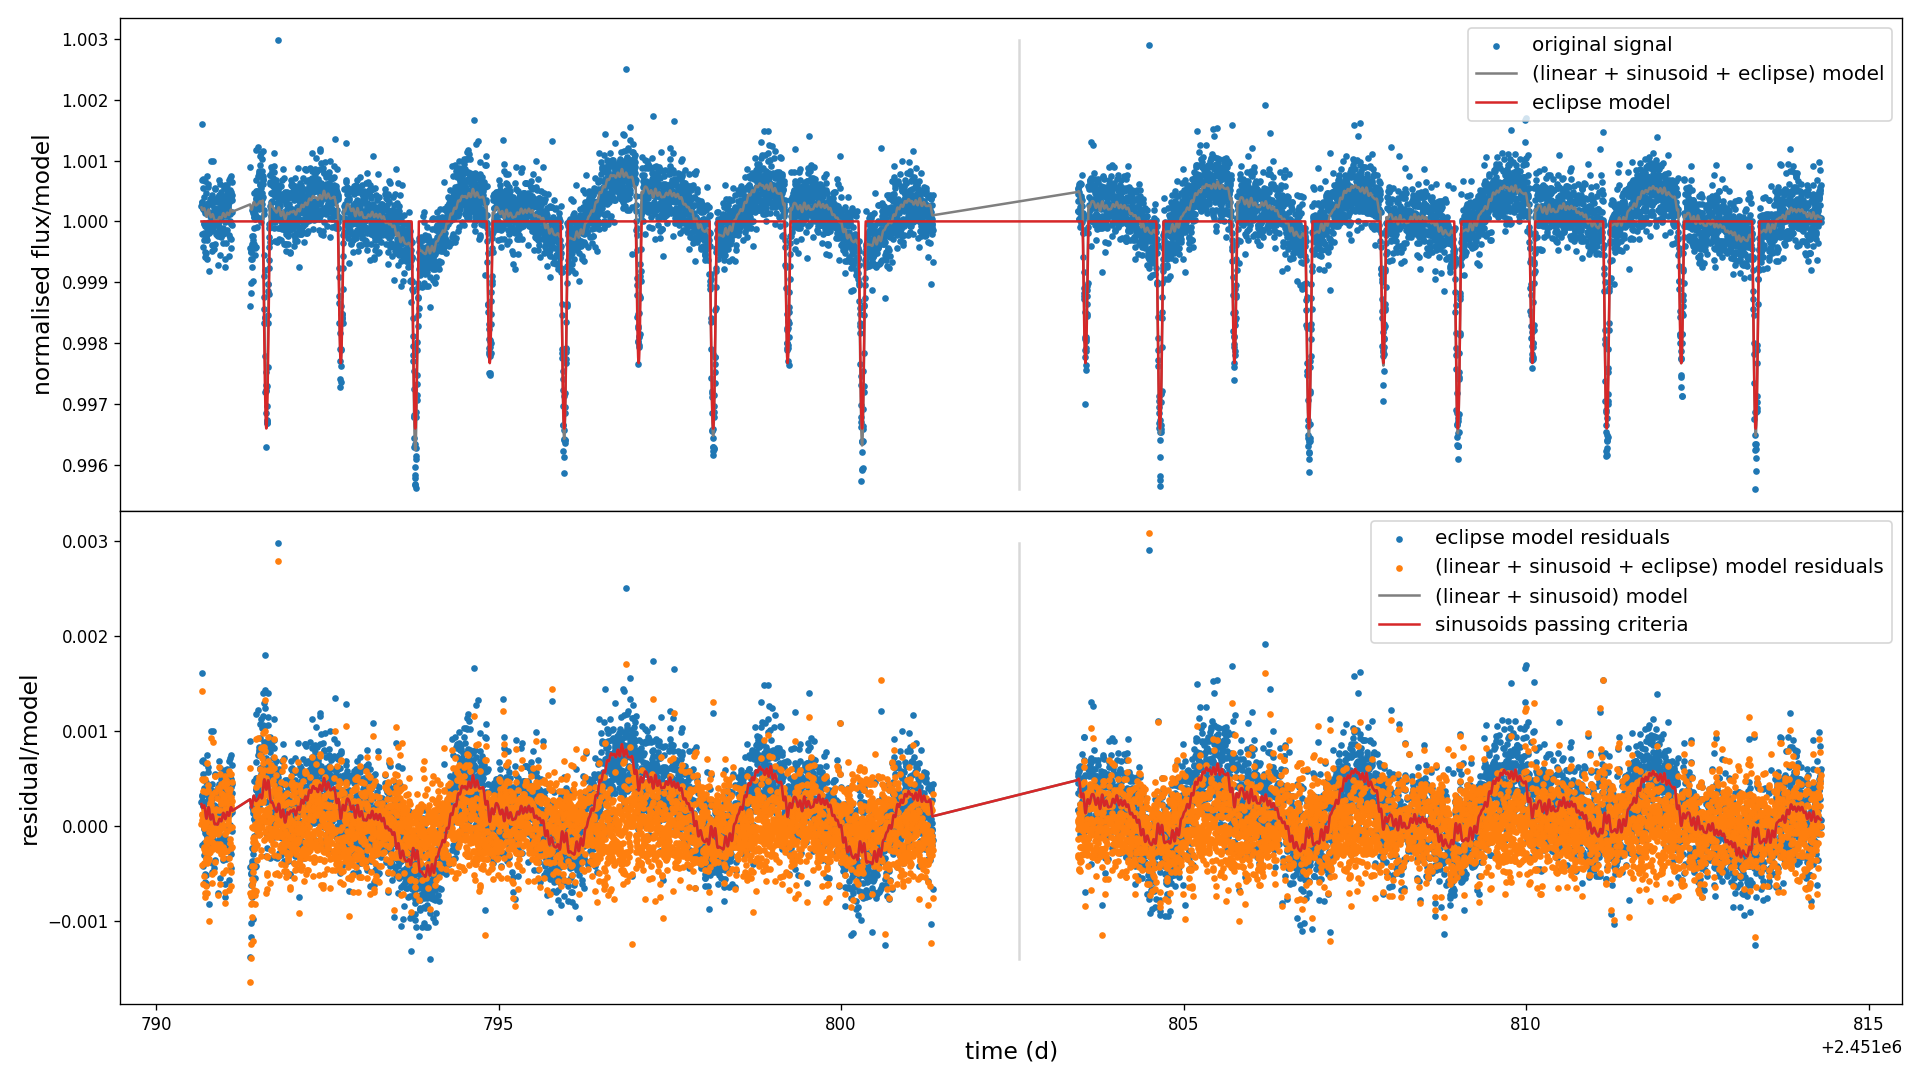 1.003
1.002
1.001
1.000
0.999
0.998
0.997
0.996
normalised flux/model
original signal
(linear + sinusoid + eclipse) model
eclipse model
0.003
0.002
0.001
0.000
−0.001
residual/model
eclipse model residuals
(linear + sinusoid + eclipse) model residuals
(linear + sinusoid) model
sinusoids passing criteria
790 795 800 805 810 815
+2.451e6
time (d)